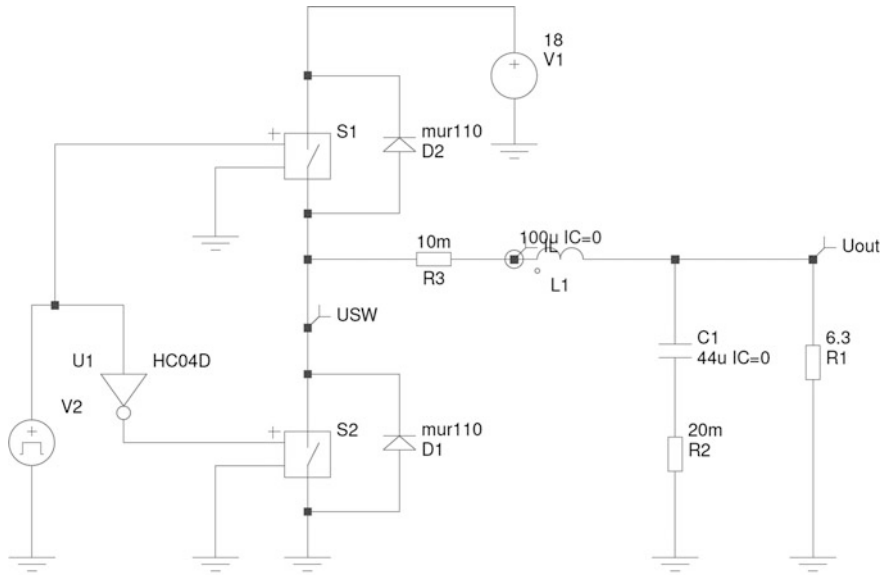 18
V1
S1
mur110
D2
10m
R3
100u IC=0
IL
L1
Uout
USW
C1
44u IC=0
6.3
R1
U1
HC04D
V2
S2
mur110
D1
20m
R2